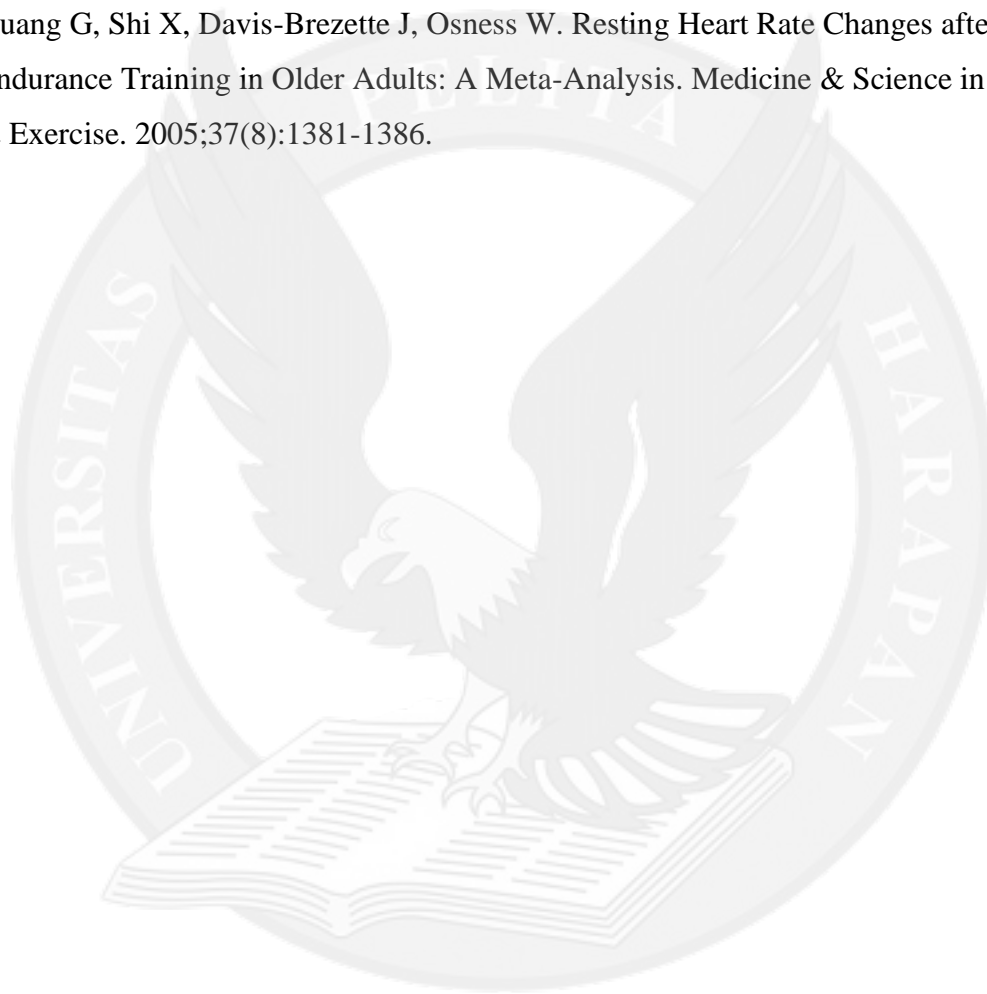 uang G, Shi X, Davis-Brezette J, Osness W. Resting Heart Rate Changes after
ndurance Training in Older Adults: A Meta-Analysis. Medicine & Science in
Exercise. 2005;37(8):1381-1386.
UNIVERSITAS PELITA HARAPAN